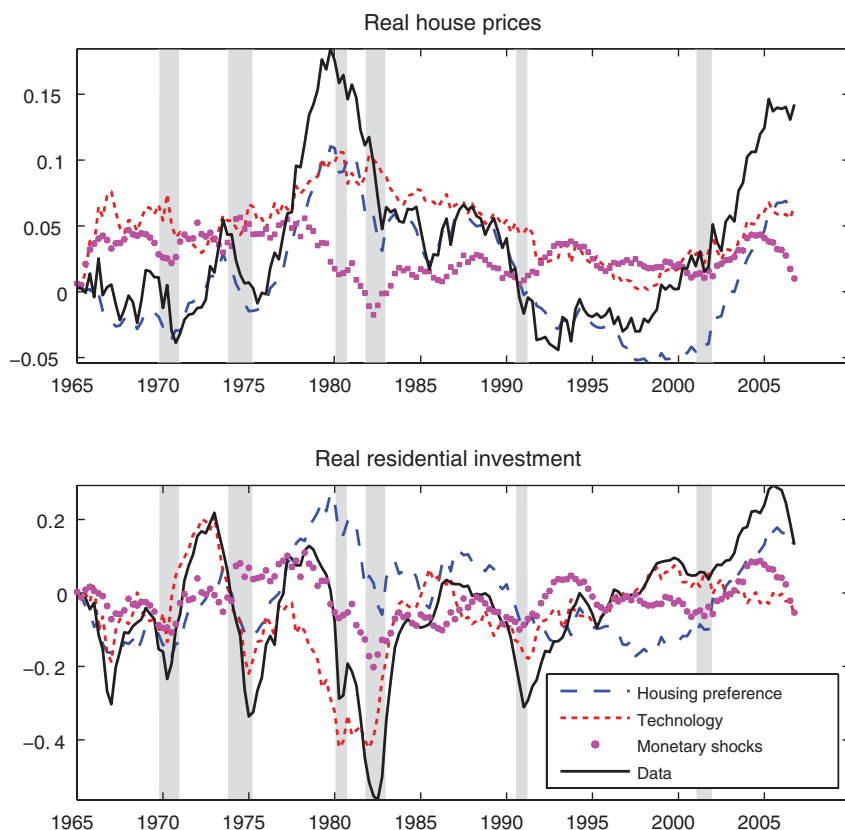 Real house prices
0.15
0.1
0.05
0
−0.05
1965 1970 1975 1980 1985 1990 1995 2000 2005
Real residential investment
0.2
0
−0.2
−0.4
Housing preference
Technology
Monetary shocks
Data
1965 1970 1975 1980 1985 1990 1995 2000 2005